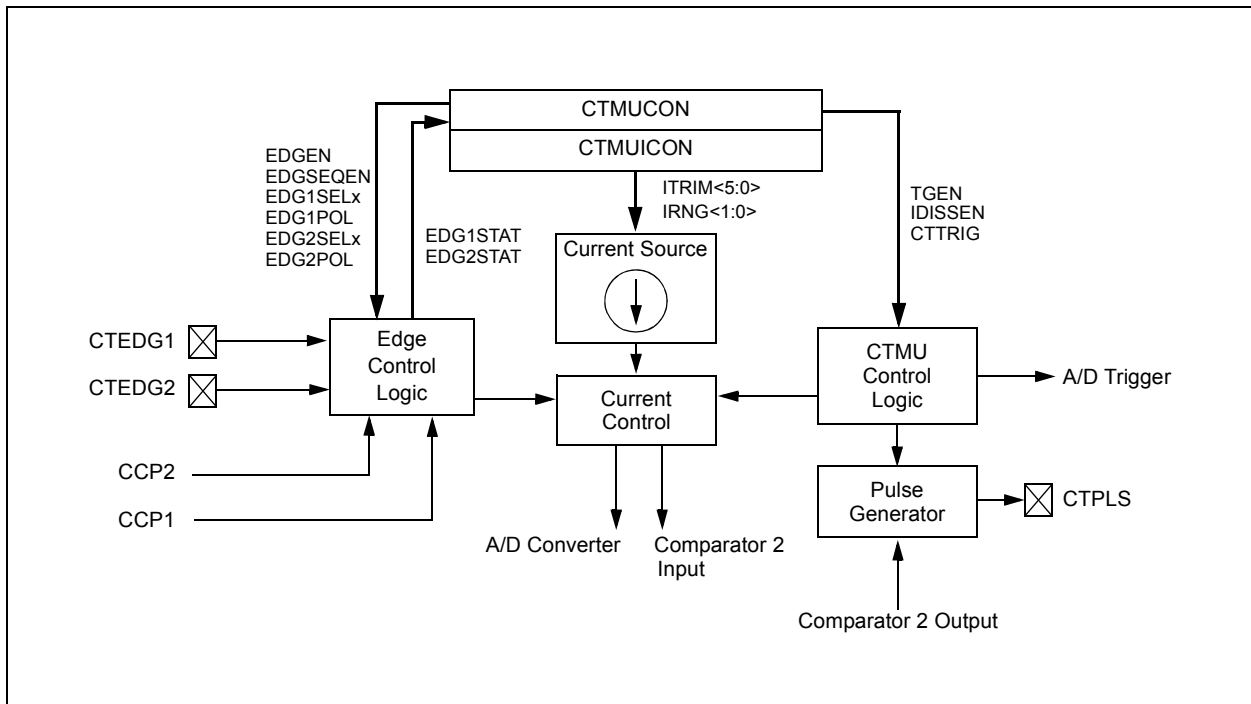 CTMUCON
CTMUICON
EDGEN
EDGSEQEN
EDG1SELx
EDG1POL
EDG2SELx
EDG2POL
EDG1STAT
EDG2STAT
ITRIM<5:0>
IRNG<1:0>
TGEN
IDISSEN
CTTRIG
Current Source
CTEDG1
CTEDG2
Edge
Control
Logic
Current
Control
CTMU
Control
Logic
A/D Trigger
CCP2
CCP1
Pulse
Generator
CTPLS
A/D Converter
Comparator 2
Input
Comparator 2 Output